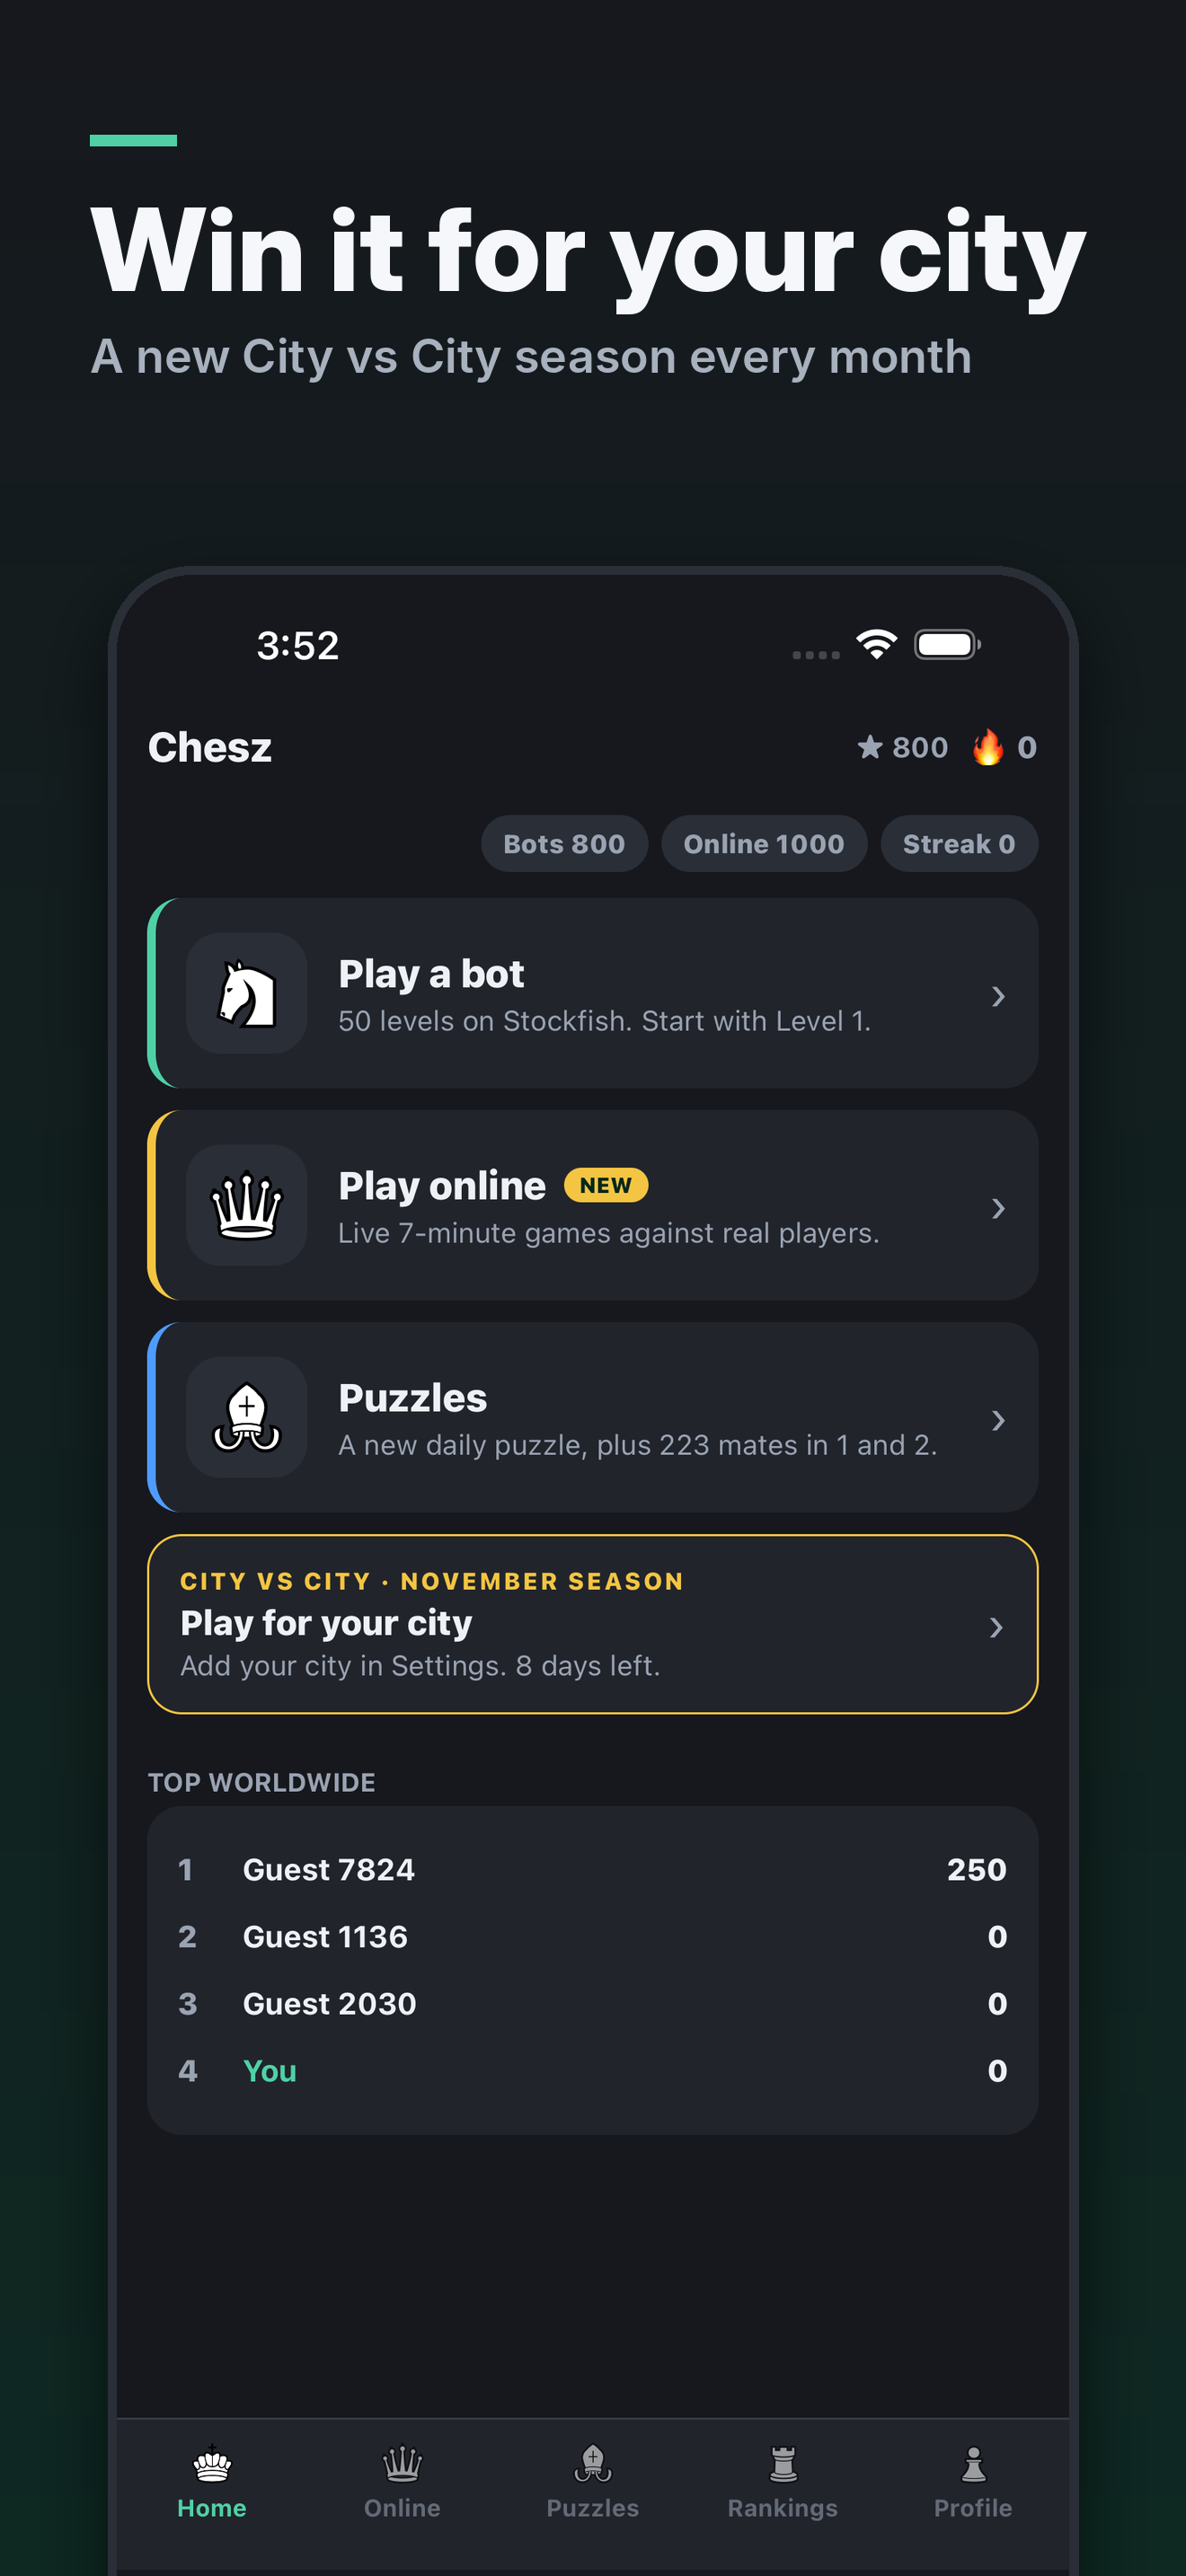 Win it for your city
A new City vs City season every month
3:52
Chesz
800 🔥 0
Bots 800 Online 1000 Streak 0
Play a bot
50 levels on Stockfish. Start with Level 1.
Play online NEW
Live 7-minute games against real players.
Puzzles
A new daily puzzle, plus 223 mates in 1 and 2.
CITY VS CITY · NOVEMBER SEASON
Play for your city
Add your city in Settings. 8 days left.
TOP WORLDWIDE
1 Guest 7824 250
2 Guest 1136 0
3 Guest 2030 0
4 You 0
Home Online Puzzles Rankings Profile